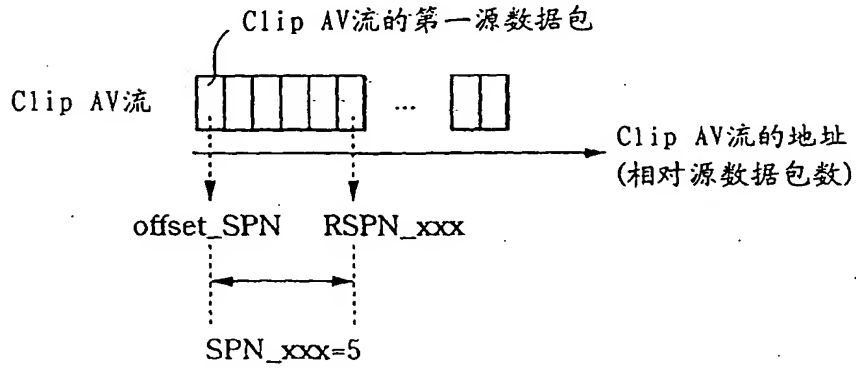 Clip AV流的第一源数据包
Clip AV流
...
Clip AV流的地址
(相对源数据包数)
offset_SPN RSPN_xxx
SPN_xxx=5